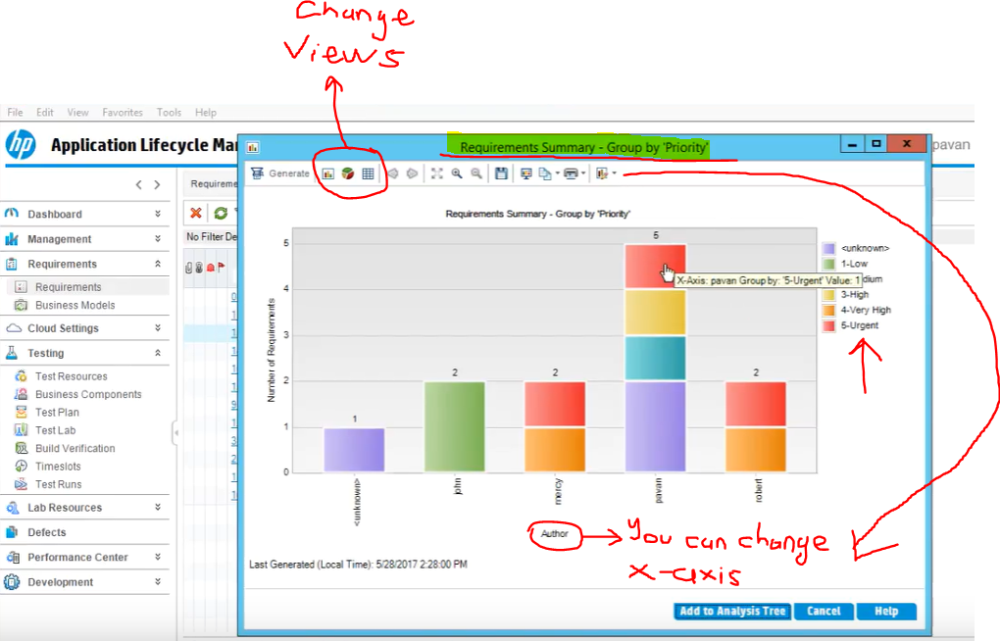 Change
Views
File Edit View Favorites Tools Help
hp Application Lifecycle Ma
pavan
Requirements Summary - Group by 'Priority'
Generate
Requireme
No Filter De
Dashboard
Management
Requirements
Requirements
Business Models
Cloud Settings
Testing
Test Resources
Business Components
Test Plan
Test Lab
Build Verification
Timeslots
Test Runs
Lab Resources
Defects
Performance Center
Development
Requirements Summary - Group by 'Priority'
Number of Requirements
5
4
3
2
1
0
1
2
2
5
2
X-Axis: pavan Group by: '5-Urgent' Value: 1
<unknown>
1-Low
3-High
4-Very High
5-Urgent
<unknown>
john
mercy
pavan
robert
Author
You can change
x-axis
Last Generated (Local Time): 5/28/2017 2:28:00 PM
Add to Analysis Tree Cancel Help